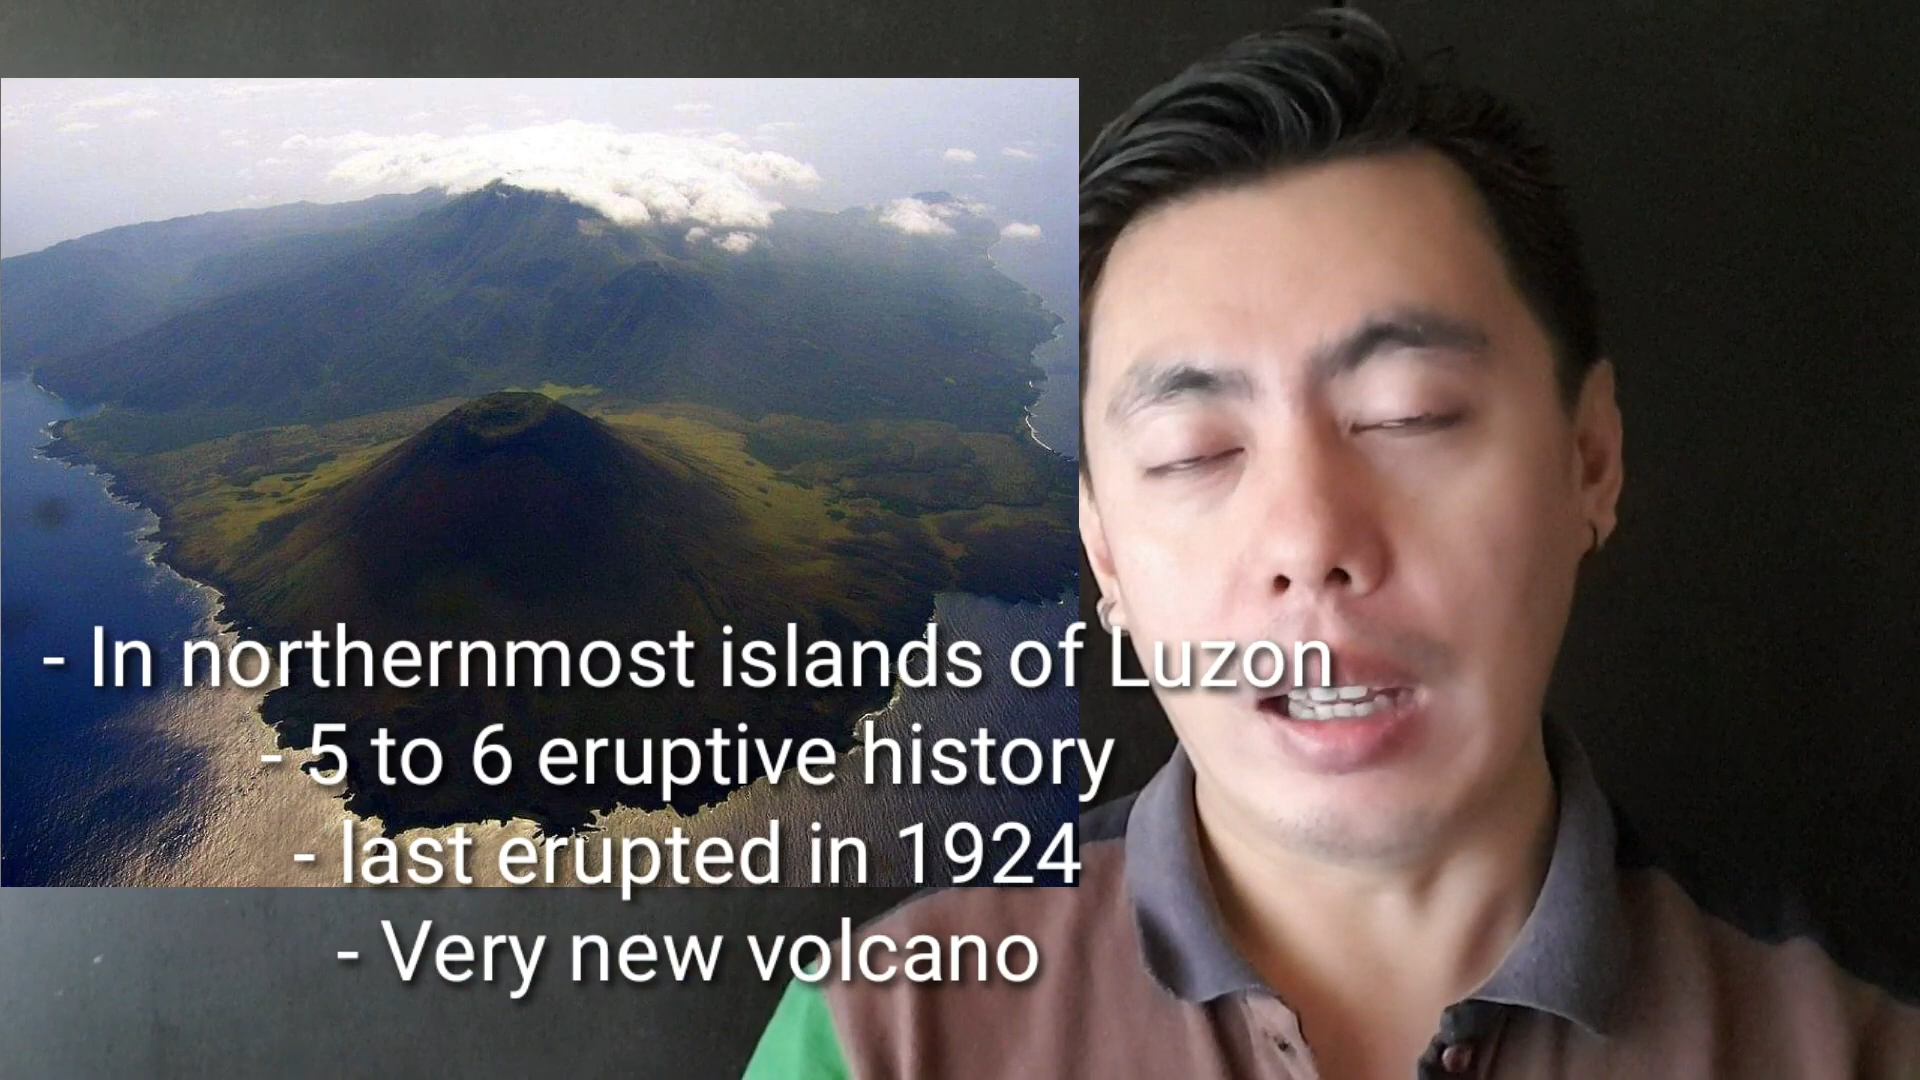 - In northernmost islands of Luzon
- 5 to 6 eruptive history
- last erupted in 1924
- Very new volcano